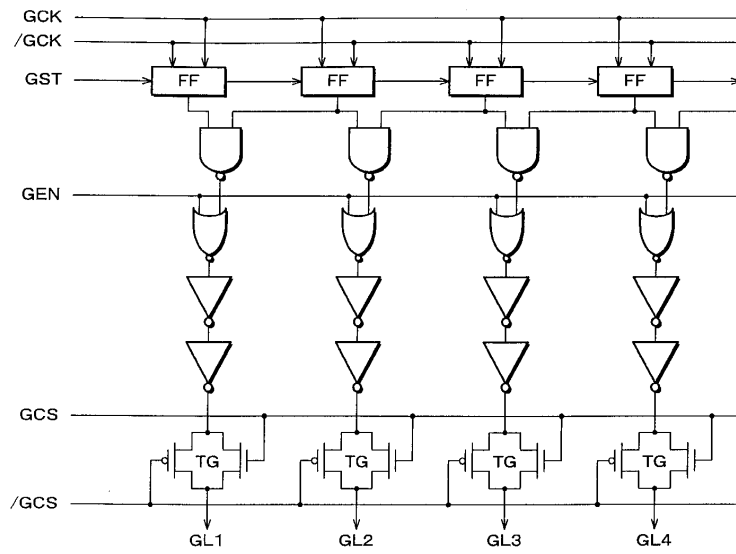 GCK
/GCK
GST FF FF FF FF
GEN
GCS
TG TG TG TG
/GCS
GL1 GL2 GL3 GL4